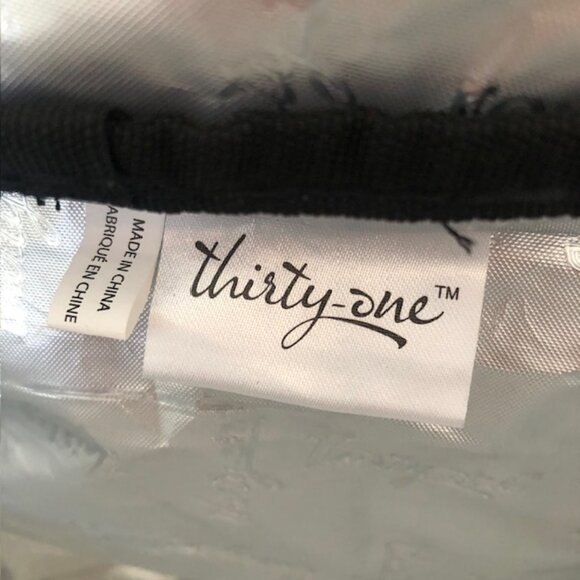 MADE IN CHINA
FABRIQUÉ EN CHINE
thirty-one™